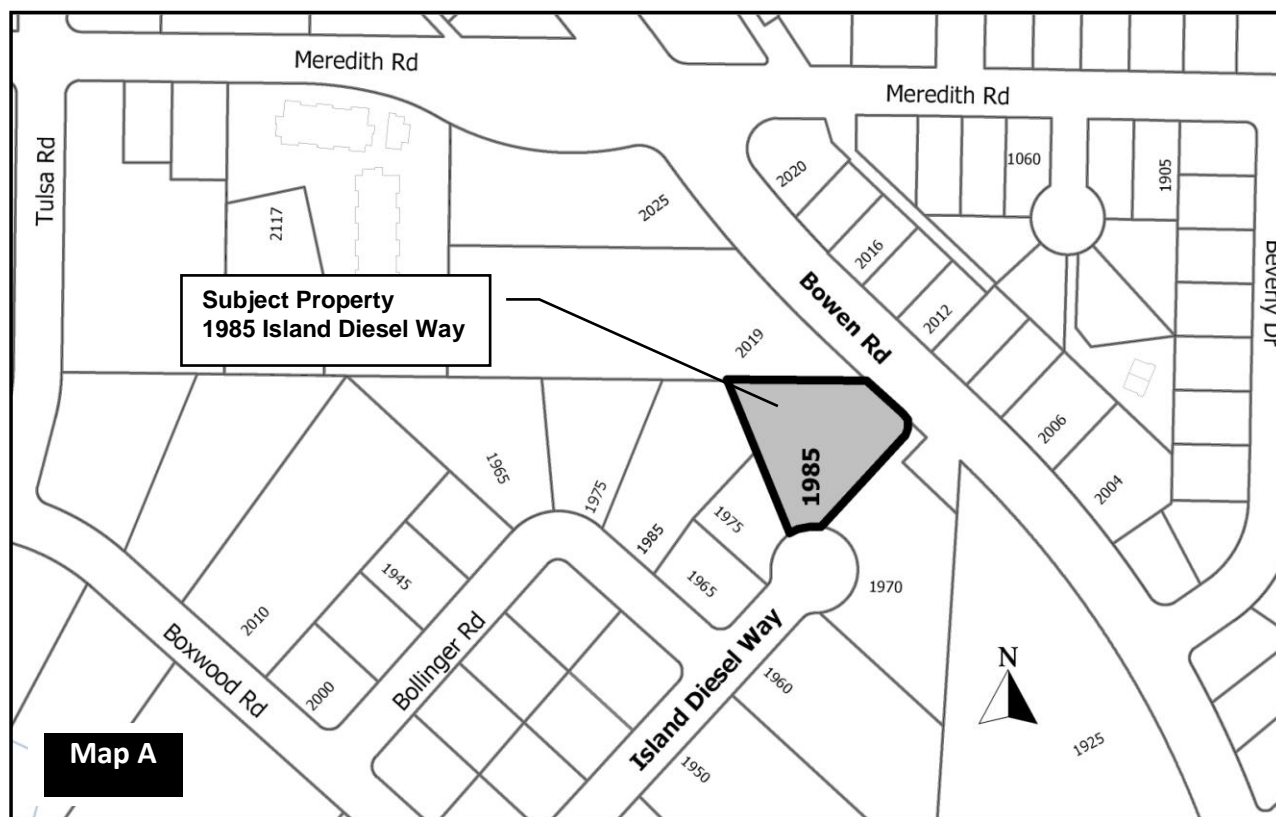 Meredith Rd
Meredith Rd
Tulsa Rd
2117
2025
2020
1060
1905
2016
Beverly Dr
Subject Property
1985 Island Diesel Way
Bowen Rd
2012
2019
2006
2004
1985
1965
1975
1985
1975
1965
1945
1970
2010
2000
Boxwood Rd
Bollinger Rd
Island Diesel Way
1960
1950
N
1925
Map A